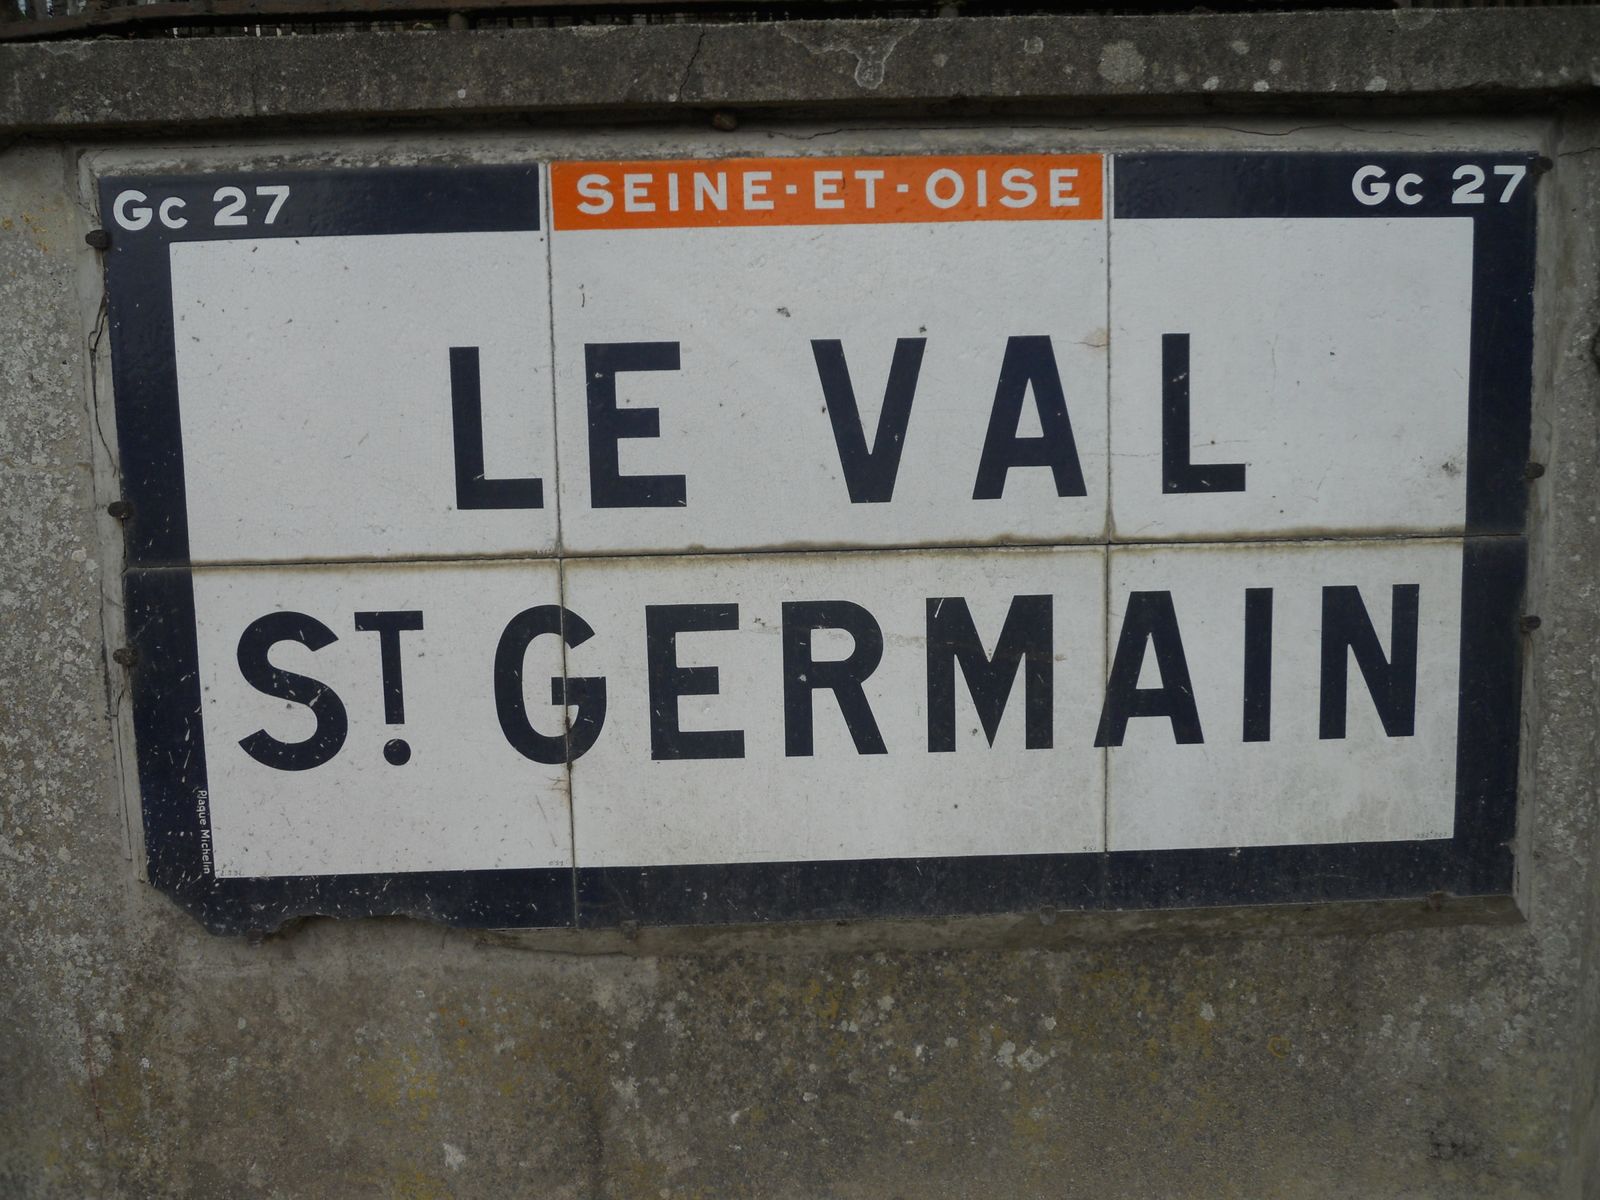 Gc 27 SEINE-ET-OISE Gc 27
LE VAL
ST. GERMAIN
Plaque Michelin